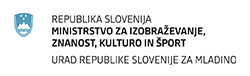 REPUBLIKA SLOVENIJA
MINISTRSTVO ZA IZOBRAŽEVANJE,
ZNANOST, KULTURO IN ŠPORT
URAD REPUBLIKE SLOVENIJE ZA MLADINO